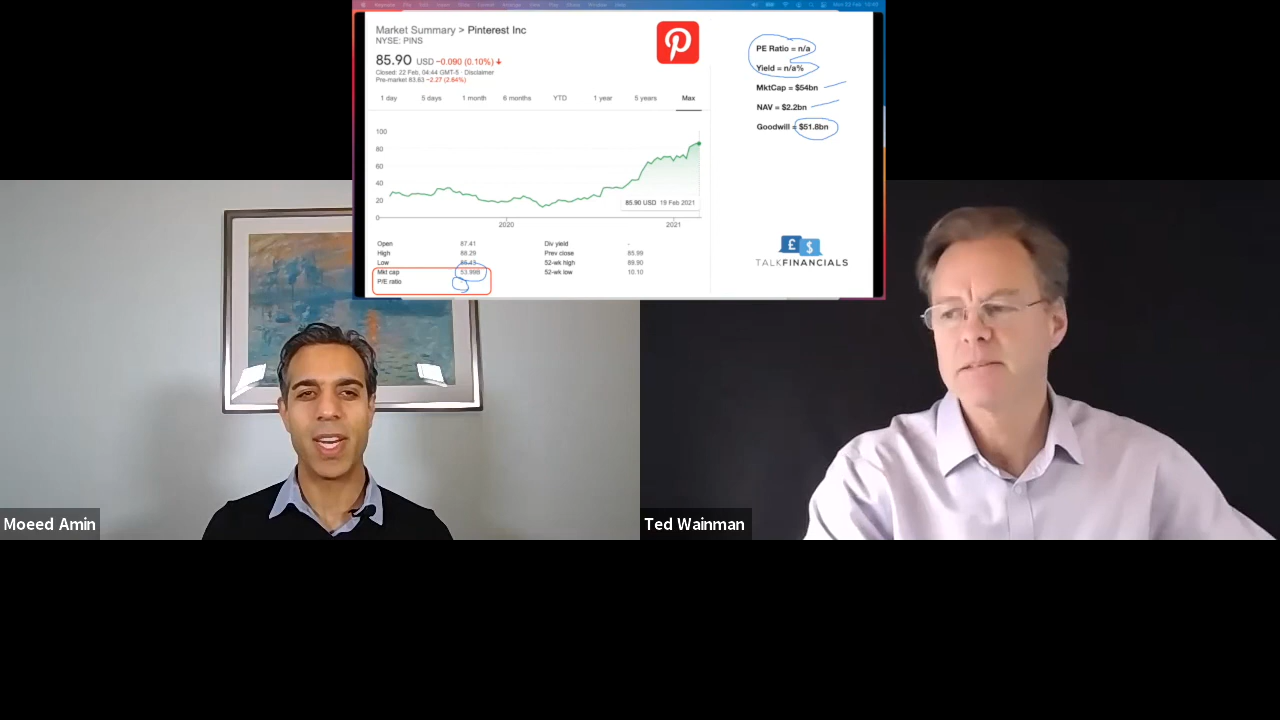 Market Summary > Pinterest Inc
NYSE: PINS
85.90 USD −0.090 (0.10%) ↓
Closed: 22 Feb, 04:44 GMT-5 · Disclaimer
Pre-market 83.63 −2.27 (2.64%)
1 day 5 days 1 month 6 months YTD 1 year 5 years Max
100
80
60
40
20
0
85.90 USD 19 Feb 2021
2020 2021
Open 87.41 Div yield -
High 88.29 Prev close 85.99
Low 86.43 52-wk high 89.90
Mkt cap 53.99B 52-wk low 10.10
P/E ratio
PE Ratio = n/a
Yield = n/a%
MktCap = $54bn
NAV = $2.2bn
Goodwill = $51.8bn
£ $
TALKFINANCIALS
Moeed Amin
Ted Wainman